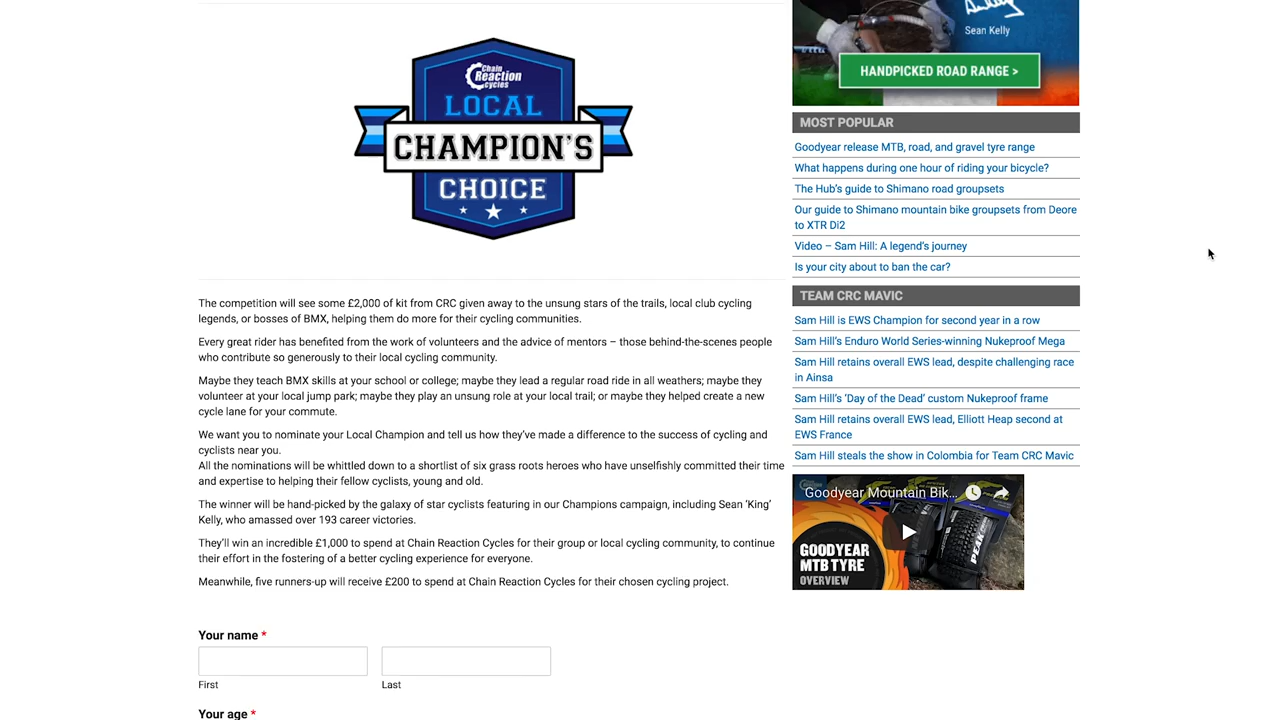 Chain
Reaction
Cycles
LOCAL
CHAMPION'S
CHOICE
The competition will see some £2,000 of kit from CRC given away to the unsung stars of the trails, local club cycling
legends, or bosses of BMX, helping them do more for their cycling communities.
Every great rider has benefited from the work of volunteers and the advice of mentors – those behind-the-scenes people
who contribute so generously to their local cycling community.
Maybe they teach BMX skills at your school or college; maybe they lead a regular road ride in all weathers; maybe they
volunteer at your local jump park; maybe they play an unsung role at your local trail; or maybe they helped create a new
cycle lane for your commute.
We want you to nominate your Local Champion and tell us how they've made a difference to the success of cycling and
cyclists near you.
All the nominations will be whittled down to a shortlist of six grass roots heroes who have unselfishly committed their time
and expertise to helping their fellow cyclists, young and old.
The winner will be hand-picked by the galaxy of star cyclists featuring in our Champions campaign, including Sean 'King'
Kelly, who amassed over 193 career victories.
They'll win an incredible £1,000 to spend at Chain Reaction Cycles for their group or local cycling community, to continue
their effort in the fostering of a better cycling experience for everyone.
Meanwhile, five runners-up will receive £200 to spend at Chain Reaction Cycles for their chosen cycling project.
Your name *
First Last
Your age *
Sean Kelly
HANDPICKED ROAD RANGE >
MOST POPULAR
Goodyear release MTB, road, and gravel tyre range
What happens during one hour of riding your bicycle?
The Hub's guide to Shimano road groupsets
Our guide to Shimano mountain bike groupsets from Deore
to XTR Di2
Video – Sam Hill: A legend's journey
Is your city about to ban the car?
TEAM CRC MAVIC
Sam Hill is EWS Champion for second year in a row
Sam Hill's Enduro World Series-winning Nukeproof Mega
Sam Hill retains overall EWS lead, despite challenging race
in Ainsa
Sam Hill's 'Day of the Dead' custom Nukeproof frame
Sam Hill retains overall EWS lead, Elliott Heap second at
EWS France
Sam Hill steals the show in Colombia for Team CRC Mavic
Goodyear Mountain Bik...
GOODYEAR
MTB TYRE
OVERVIEW
PEAK